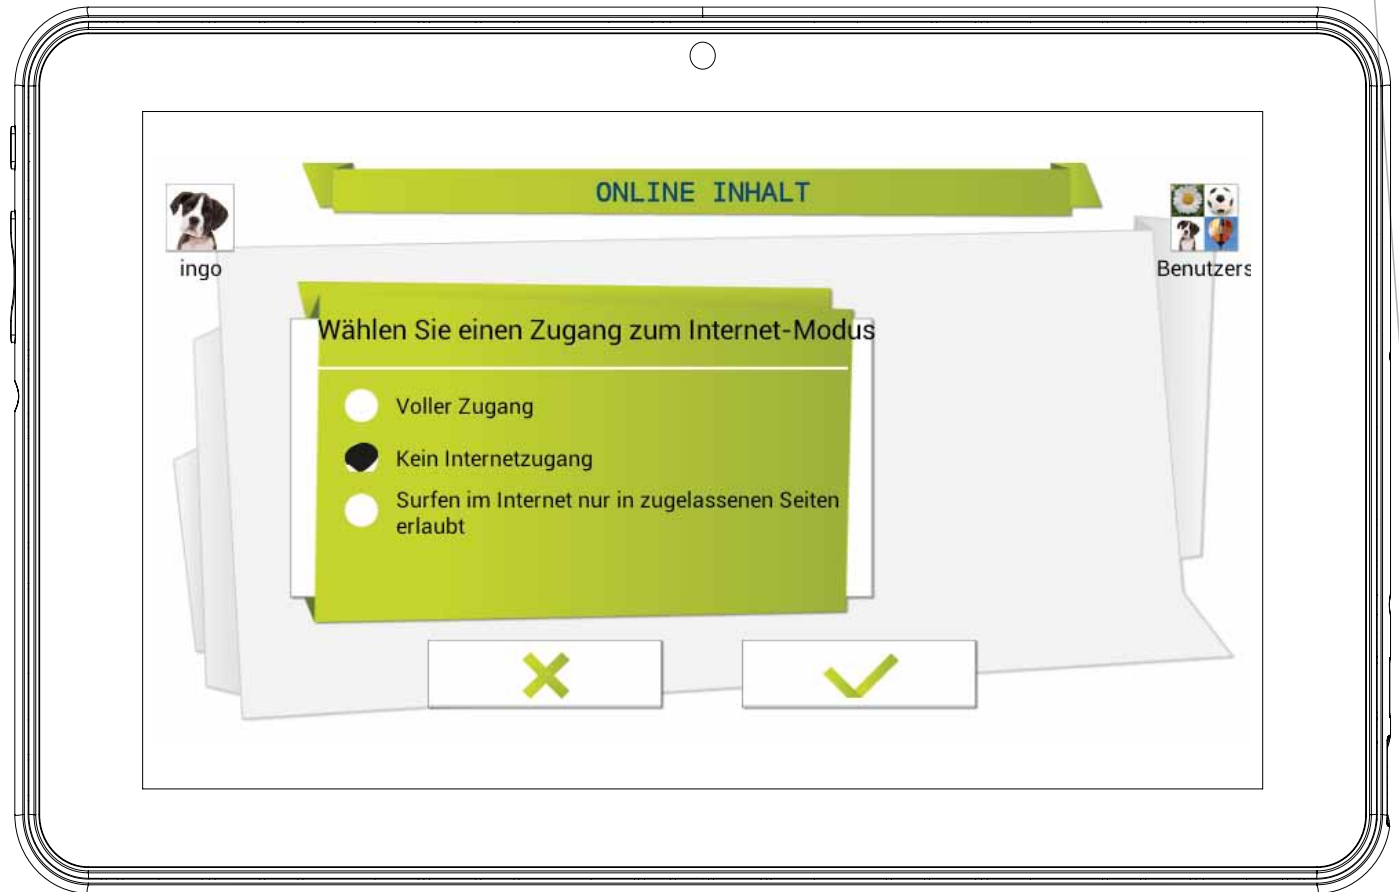 ONLINE INHALT
ingo
Benutzers
Wählen Sie einen Zugang zum Internet-Modus
Voller Zugang
Kein Internetzugang
Surfen im Internet nur in zugelassenen Seiten
erlaubt